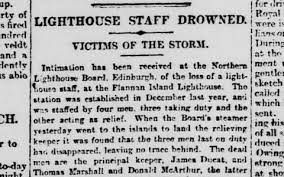 LIGHTHOUSE STAFF DROWNED.
VICTIMS OF THE STORM.
Intimation has been received at the Northern
Lighthouse Board, Edinburgh, of the loss of a light-
house staff, at the Flannan Island Lighthouse. The
station was established in December last year, and
was staffed by four men, three taking duty and the
other acting as relief. When the Board's steamer
yesterday went to the islands to land the relieving
keeper it was found that the three men last on duty
had disappeared, leaving no trace behind. The dead
men are the principal keeper, James Ducat, and
Thomas Marshall and Donald McArthur, the latter